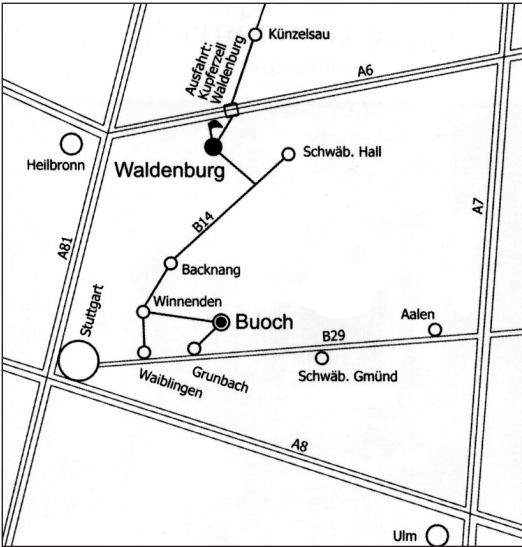 Künzelsau
Ausfahrt:
Kupferzell
Waldenburg
A6
Heilbronn
Waldenburg
Schwäb. Hall
A7
B14
A81
Backnang
Winnenden
Stuttgart
Buoch
Aalen
B29
Waiblingen
Grunbach
Schwäb. Gmünd
A8
Ulm